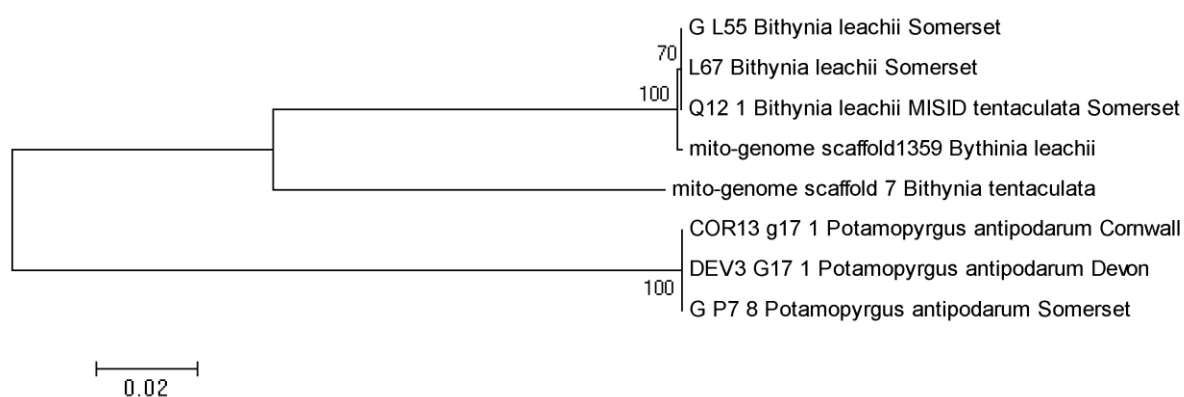 G L55 Bithynia leachii Somerset
70
L67 Bithynia leachii Somerset
100
Q12 1 Bithynia leachii MISID tentaculata Somerset
mito-genome scaffold1359 Bythinia leachii
mito-genome scaffold 7 Bithynia tentaculata
COR13 g17 1 Potamopyrgus antipodarum Cornwall
DEV3 G17 1 Potamopyrgus antipodarum Devon
100
G P7 8 Potamopyrgus antipodarum Somerset
0.02